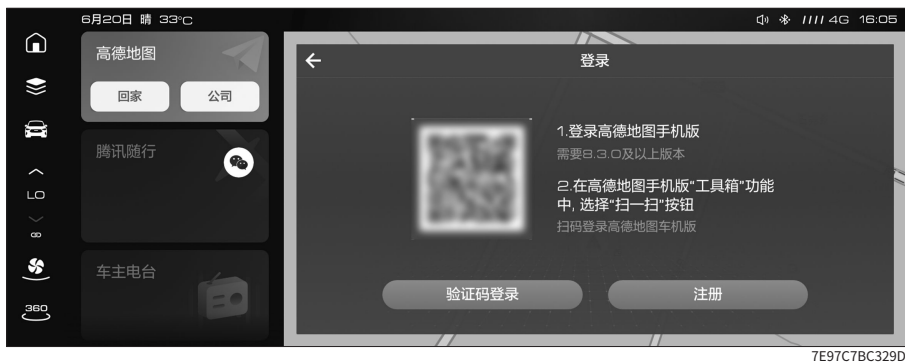 6月20日 晴 33°C
4G 16:05
高德地图
回家 公司
腾讯随行
LO
车主电台
360
登录
1.登录高德地图手机版
需要8.3.0及以上版本
2.在高德地图手机版“工具箱”功能
中, 选择“扫一扫”按钮
扫码登录高德地图车机版
验证码登录 注册
7E97C7BC329D